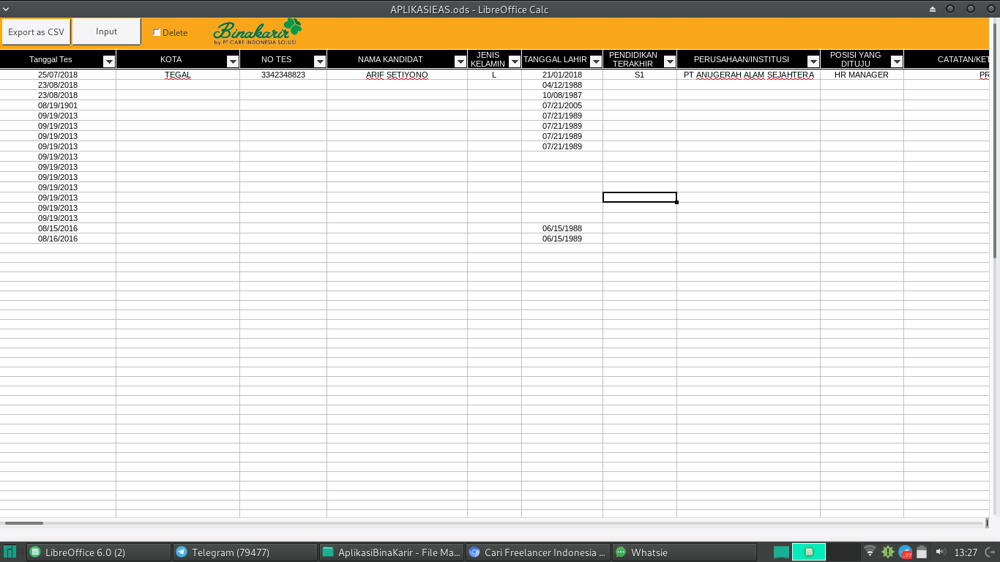 APLIKASIEAS.ods - LibreOffice Calc
Export as CSV
Input
Delete
Binakarir
by PT CARE INDONESIA SOLUSI
Tanggal Tes
KOTA
NO TES
NAMA KANDIDAT
JENIS
KELAMIN
TANGGAL LAHIR
PENDIDIKAN
TERAKHIR
PERUSAHAAN/INSTITUSI
POSISI YANG
DITUJU
CATATAN/KET
25/07/2018 TEGAL 3342348823 ARIF SETIYONO L 21/01/2018 S1 PT ANUGERAH ALAM SEJAHTERA HR MANAGER PR
23/08/2018 04/12/1988
23/08/2018 10/08/1987
08/19/1901 07/21/2005
09/19/2013 07/21/1989
09/19/2013 07/21/1989
09/19/2013 07/21/1989
09/19/2013 07/21/1989
09/19/2013
09/19/2013
09/19/2013
09/19/2013
09/19/2013
09/19/2013
09/19/2013
08/15/2016 06/15/1988
08/16/2016 06/15/1989
LibreOffice 6.0 (2)
Telegram (79477)
AplikasiBinaKarir - File Ma...
Cari Freelancer Indonesia ...
Whatsie
13:27